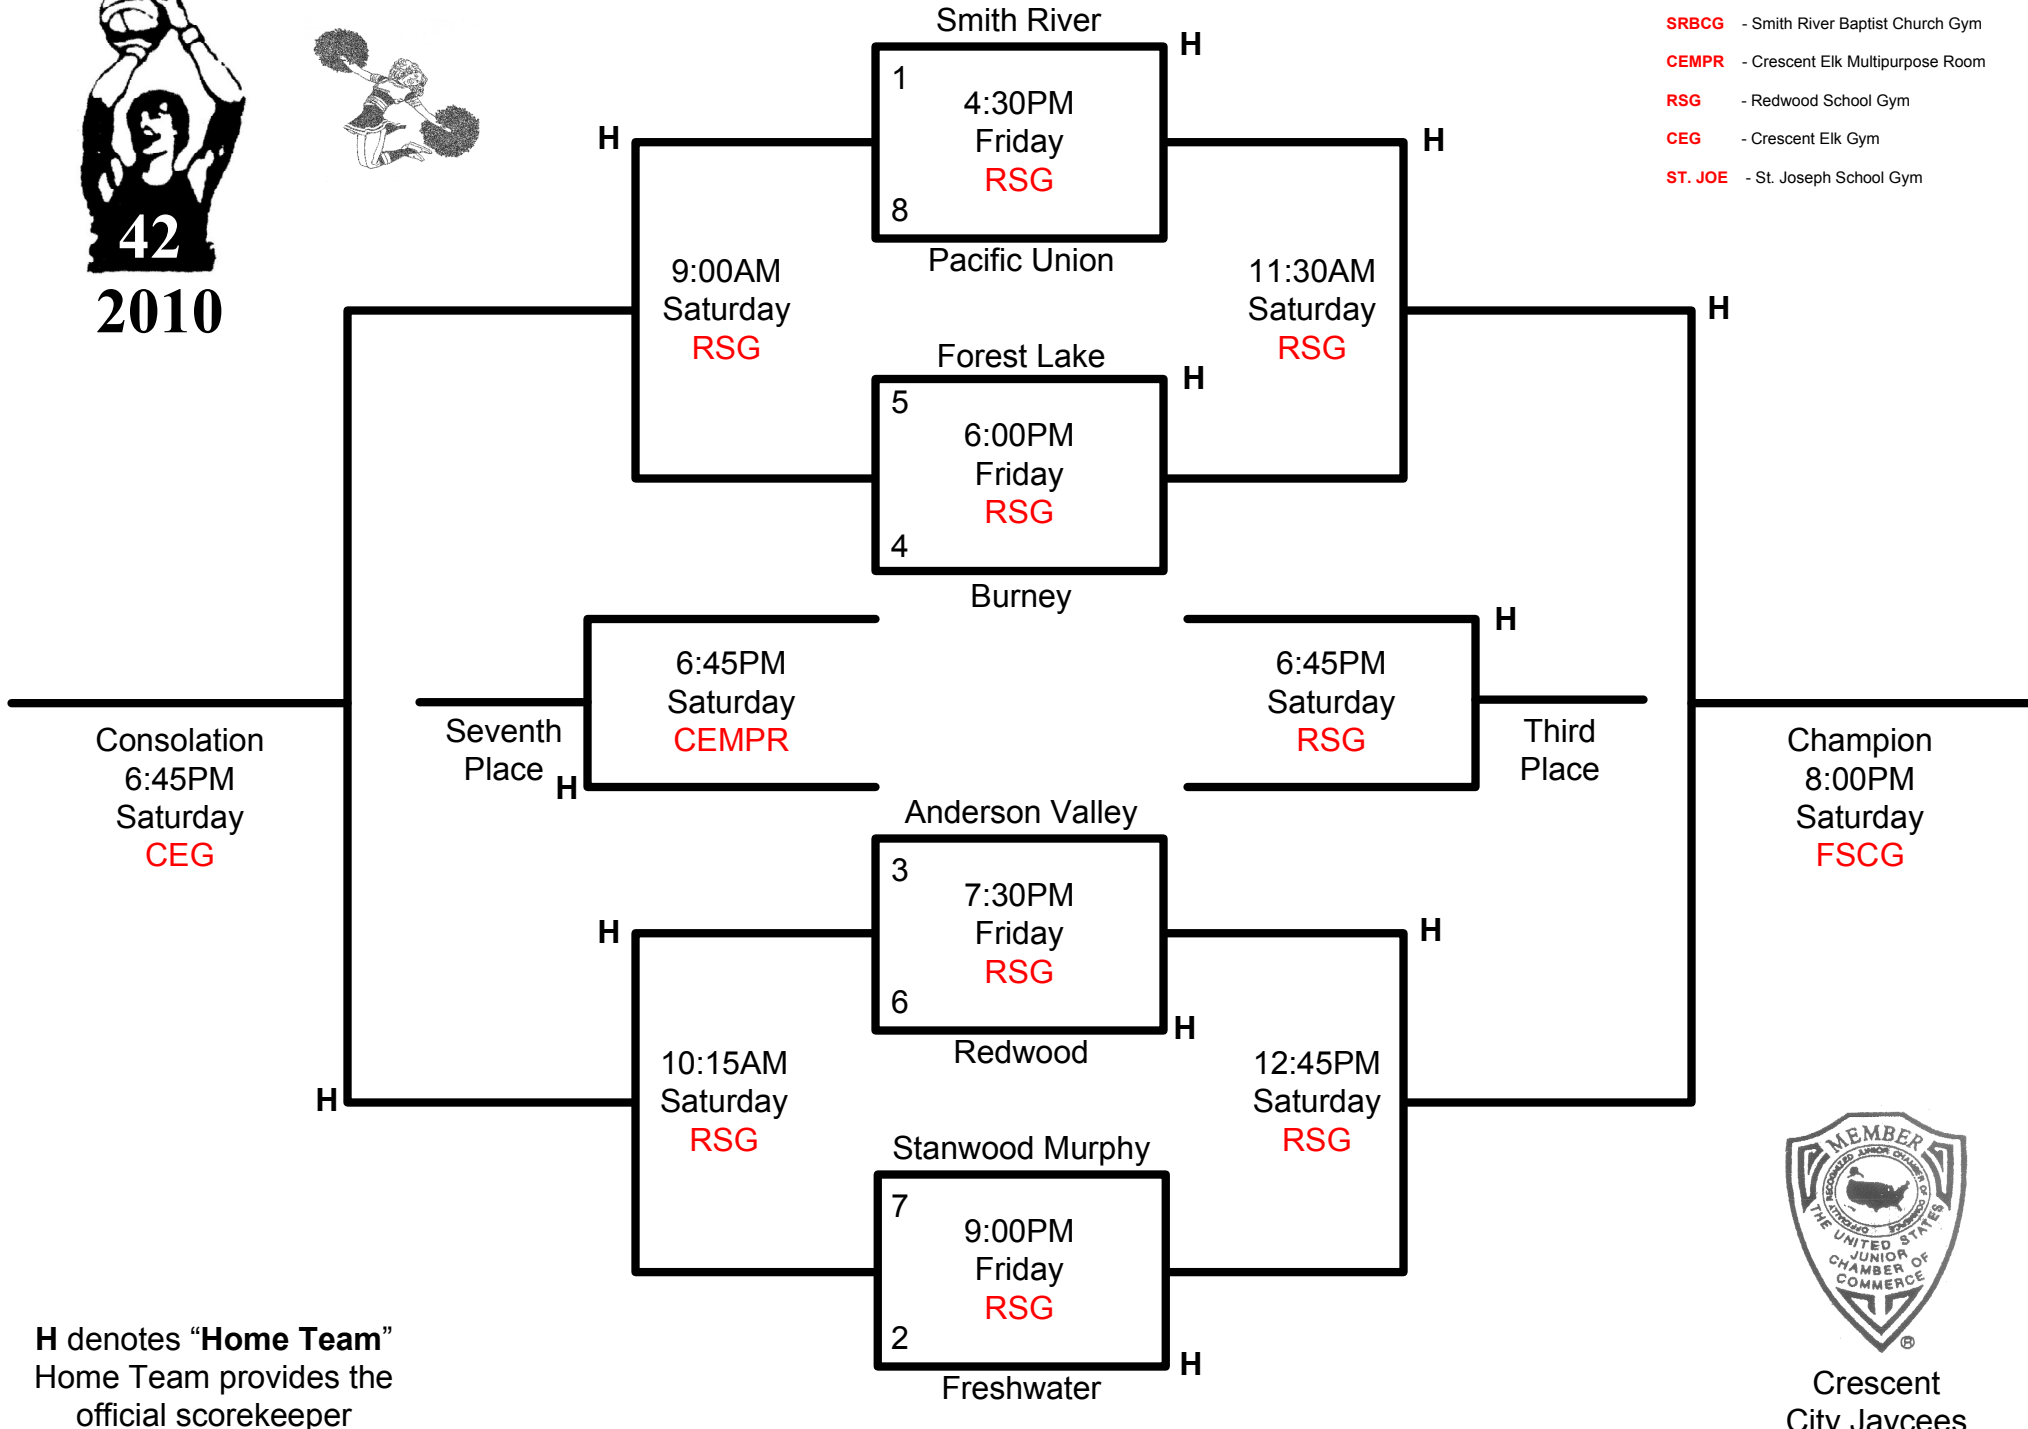 Smith River
H
SRBCG - Smith River Baptist Church Gym
CEMPR - Crescent Elk Multipurpose Room
RSG - Redwood School Gym
CEG - Crescent Elk Gym
ST. JOE - St. Joseph School Gym
42
2010
1
4:30PM
Friday
RSG
8
Pacific Union
H
H
9:00AM
Saturday
RSG
11:30AM
Saturday
RSG
H
Forest Lake
H
5
6:00PM
Friday
RSG
4
Burney
6:45PM
Saturday
CEMPR
Seventh
Place
H
H
6:45PM
Saturday
RSG
Third
Place
Consolation
6:45PM
Saturday
CEG
Champion
8:00PM
Saturday
FSCG
Anderson Valley
3
7:30PM
Friday
RSG
6
H
Redwood
H
H
10:15AM
Saturday
RSG
12:45PM
Saturday
RSG
H
Stanwood Murphy
7
9:00PM
Friday
RSG
2
H
Freshwater
H denotes “Home Team”
Home Team provides the
official scorekeeper
MEMBER
OFFICIALLY RECOGNIZED JUNIOR CHAMBER OF COMMERCE
THE UNITED STATES
JUNIOR
CHAMBER OF
COMMERCE
®
Crescent
City Jaycees